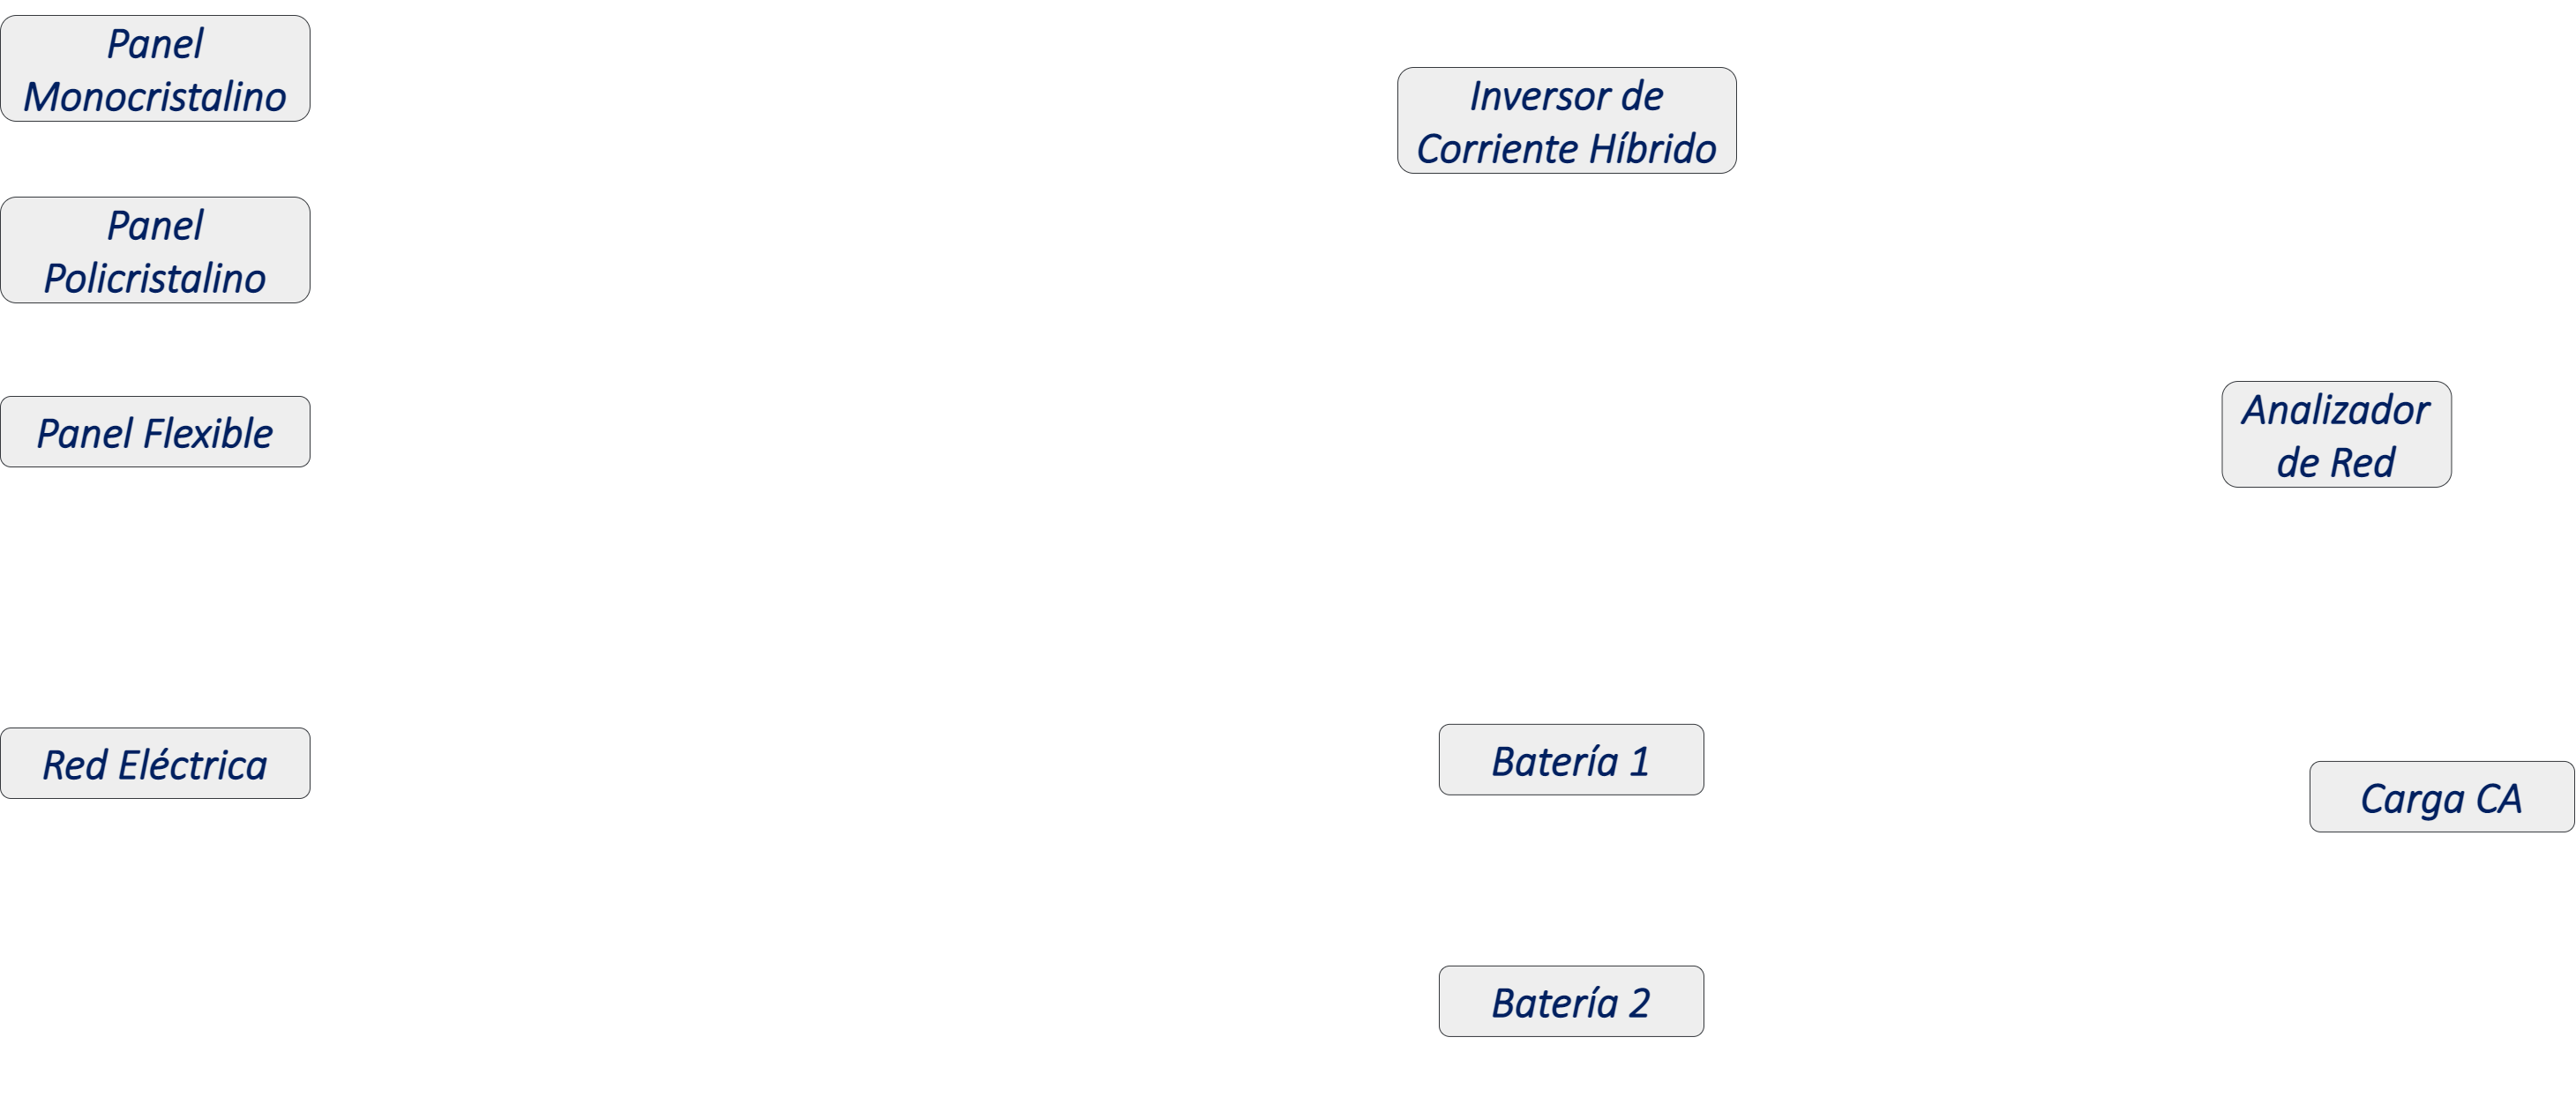 Panel
Monocristalino
Inversor de
Corriente Híbrido
Panel
Policristalino
Panel Flexible
Analizador
de Red
Red Eléctrica
Batería 1
Carga CA
Batería 2